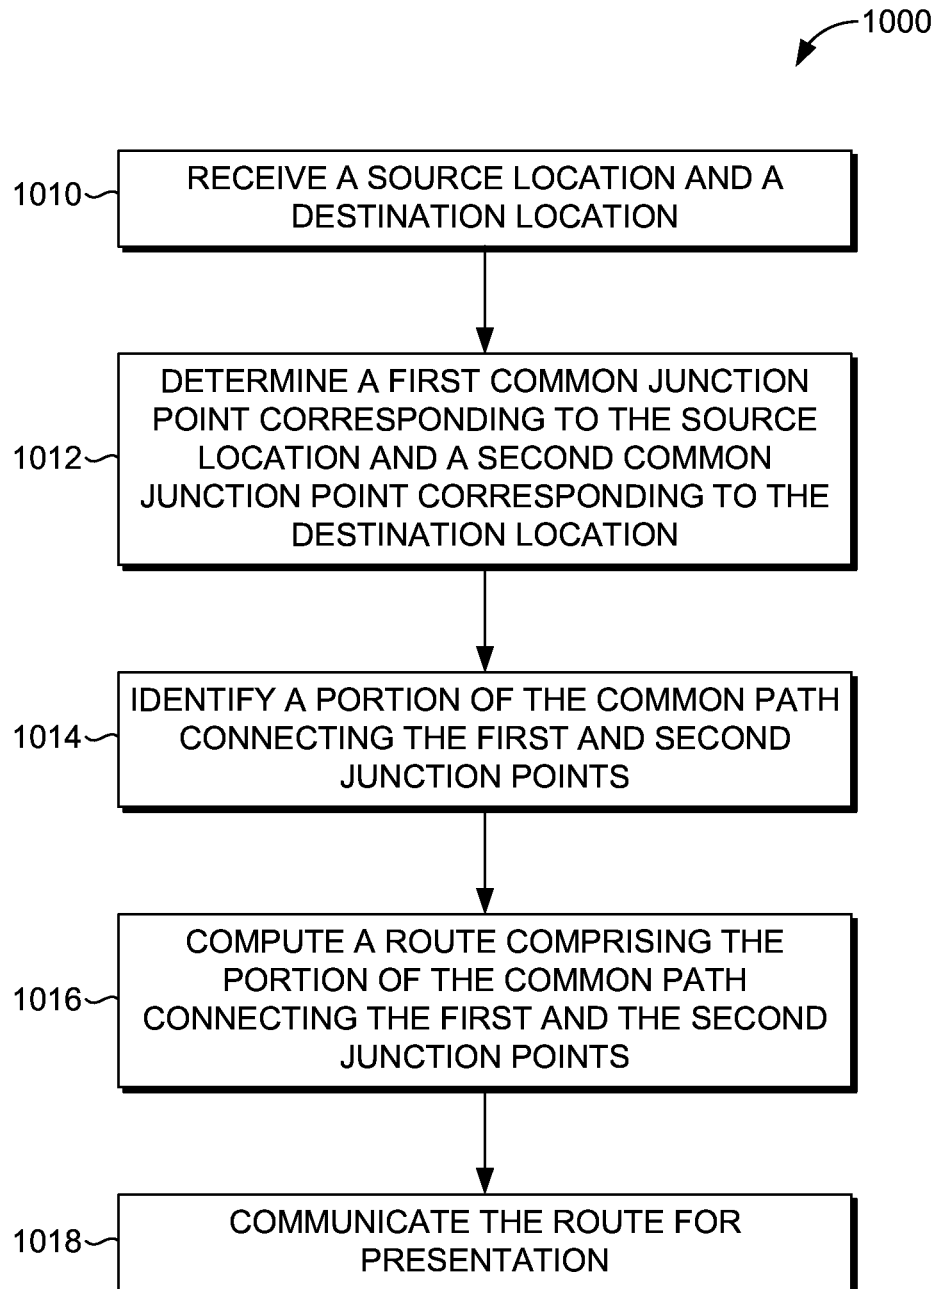 1000
1010
RECEIVE A SOURCE LOCATION AND A
DESTINATION LOCATION
1012
DETERMINE A FIRST COMMON JUNCTION
POINT CORRESPONDING TO THE SOURCE
LOCATION AND A SECOND COMMON
JUNCTION POINT CORRESPONDING TO THE
DESTINATION LOCATION
1014
IDENTIFY A PORTION OF THE COMMON PATH
CONNECTING THE FIRST AND SECOND
JUNCTION POINTS
1016
COMPUTE A ROUTE COMPRISING THE
PORTION OF THE COMMON PATH
CONNECTING THE FIRST AND THE SECOND
JUNCTION POINTS
1018
COMMUNICATE THE ROUTE FOR
PRESENTATION